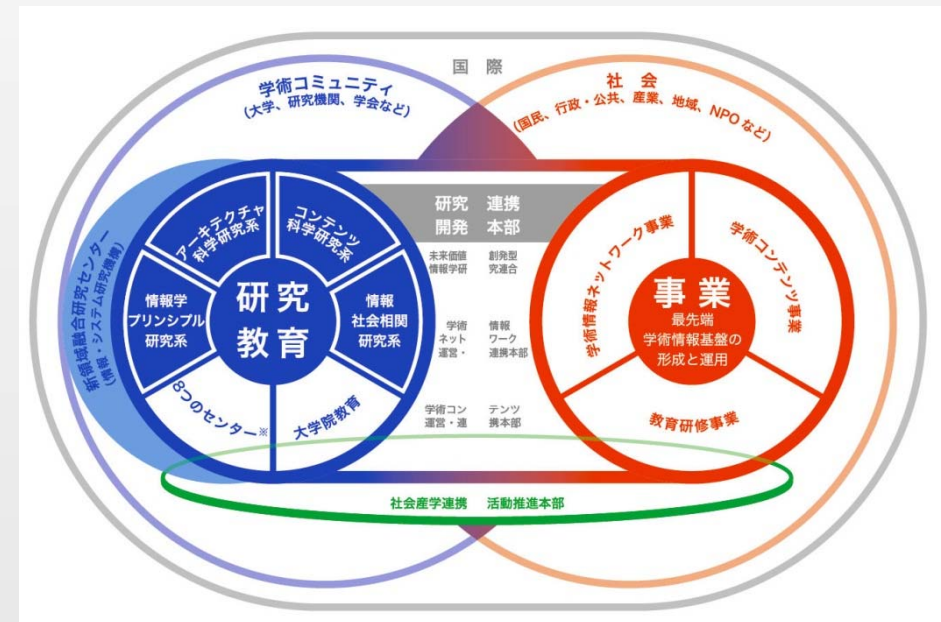 国 際
学術コミュニティ
(大学、研究機関、学会など)
社 会
(国民、行政・公共、産業、地域、NPO など)
新領域融合研究センター
(情報・システム研究機構)
アーキテクチャ
科学研究系
コンテンツ
科学研究系
情報学
プリンシプル
研究系
研究
教育
情報
社会相関
研究系
8つのセンター※
大学院教育
研究 連携
開発 本部
未来価値 創発型
情報学研 究連合
学術 情報
ネット ワーク
運営・ 連携本部
学術コン テンツ
運営・連 携本部
学術情報ネットワーク事業
学術コンテンツ事業
事業
最先端
学術情報基盤の
形成と運用
教育研修事業
社会産学連携 活動推進本部